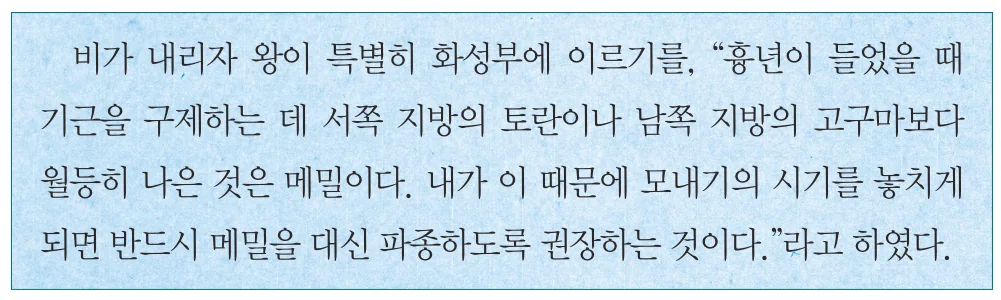 비가 내리자 왕이 특별히 화성부에 이르기를, “흉년이 들었을 때
기근을 구제하는 데 서쪽 지방의 토란이나 남쪽 지방의 고구마보다
월등히 나은 것은 메밀이다. 내가 이 때문에 모내기의 시기를 놓치게
되면 반드시 메밀을 대신 파종하도록 권장하는 것이다.”라고 하였다.